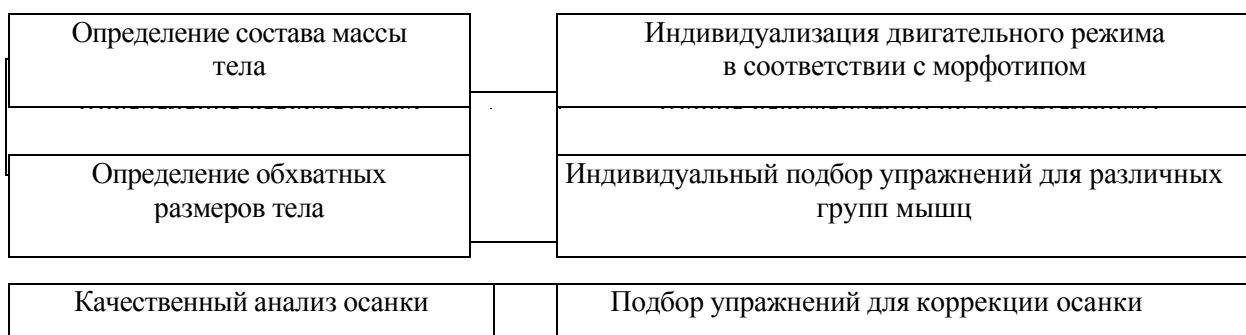 Определение состава массы
тела
Индивидуализация двигательного режима
в соответствии с морфотипом
Определение обхватных
размеров тела
Индивидуальный подбор упражнений для различных
групп мышц
Качественный анализ осанки
Подбор упражнений для коррекции осанки